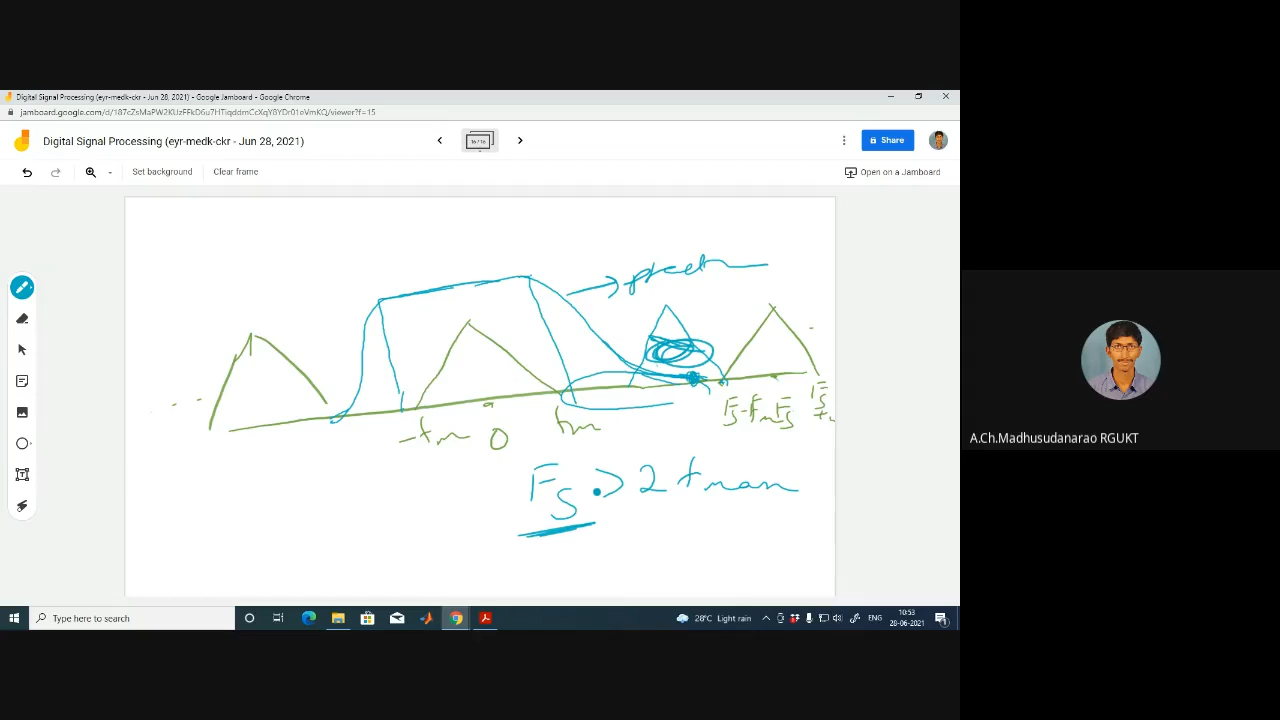 Digital Signal Processing (eyr-medk-ckr - Jun 28, 2021) - Google Jamboard - Google Chrome
Digital Signal Processing (eyr-medk-ckr - Jun 28, 2021)
16 / 16
Share
Set background
Clear frame
Open on a Jamboard
-fm
0
fm
Fs-Fm
Fs
Fs > 2 fmax
A.Ch.Madhusudanarao RGUKT
Type here to search
28°C Light rain
ENG
10:53
28-06-2021